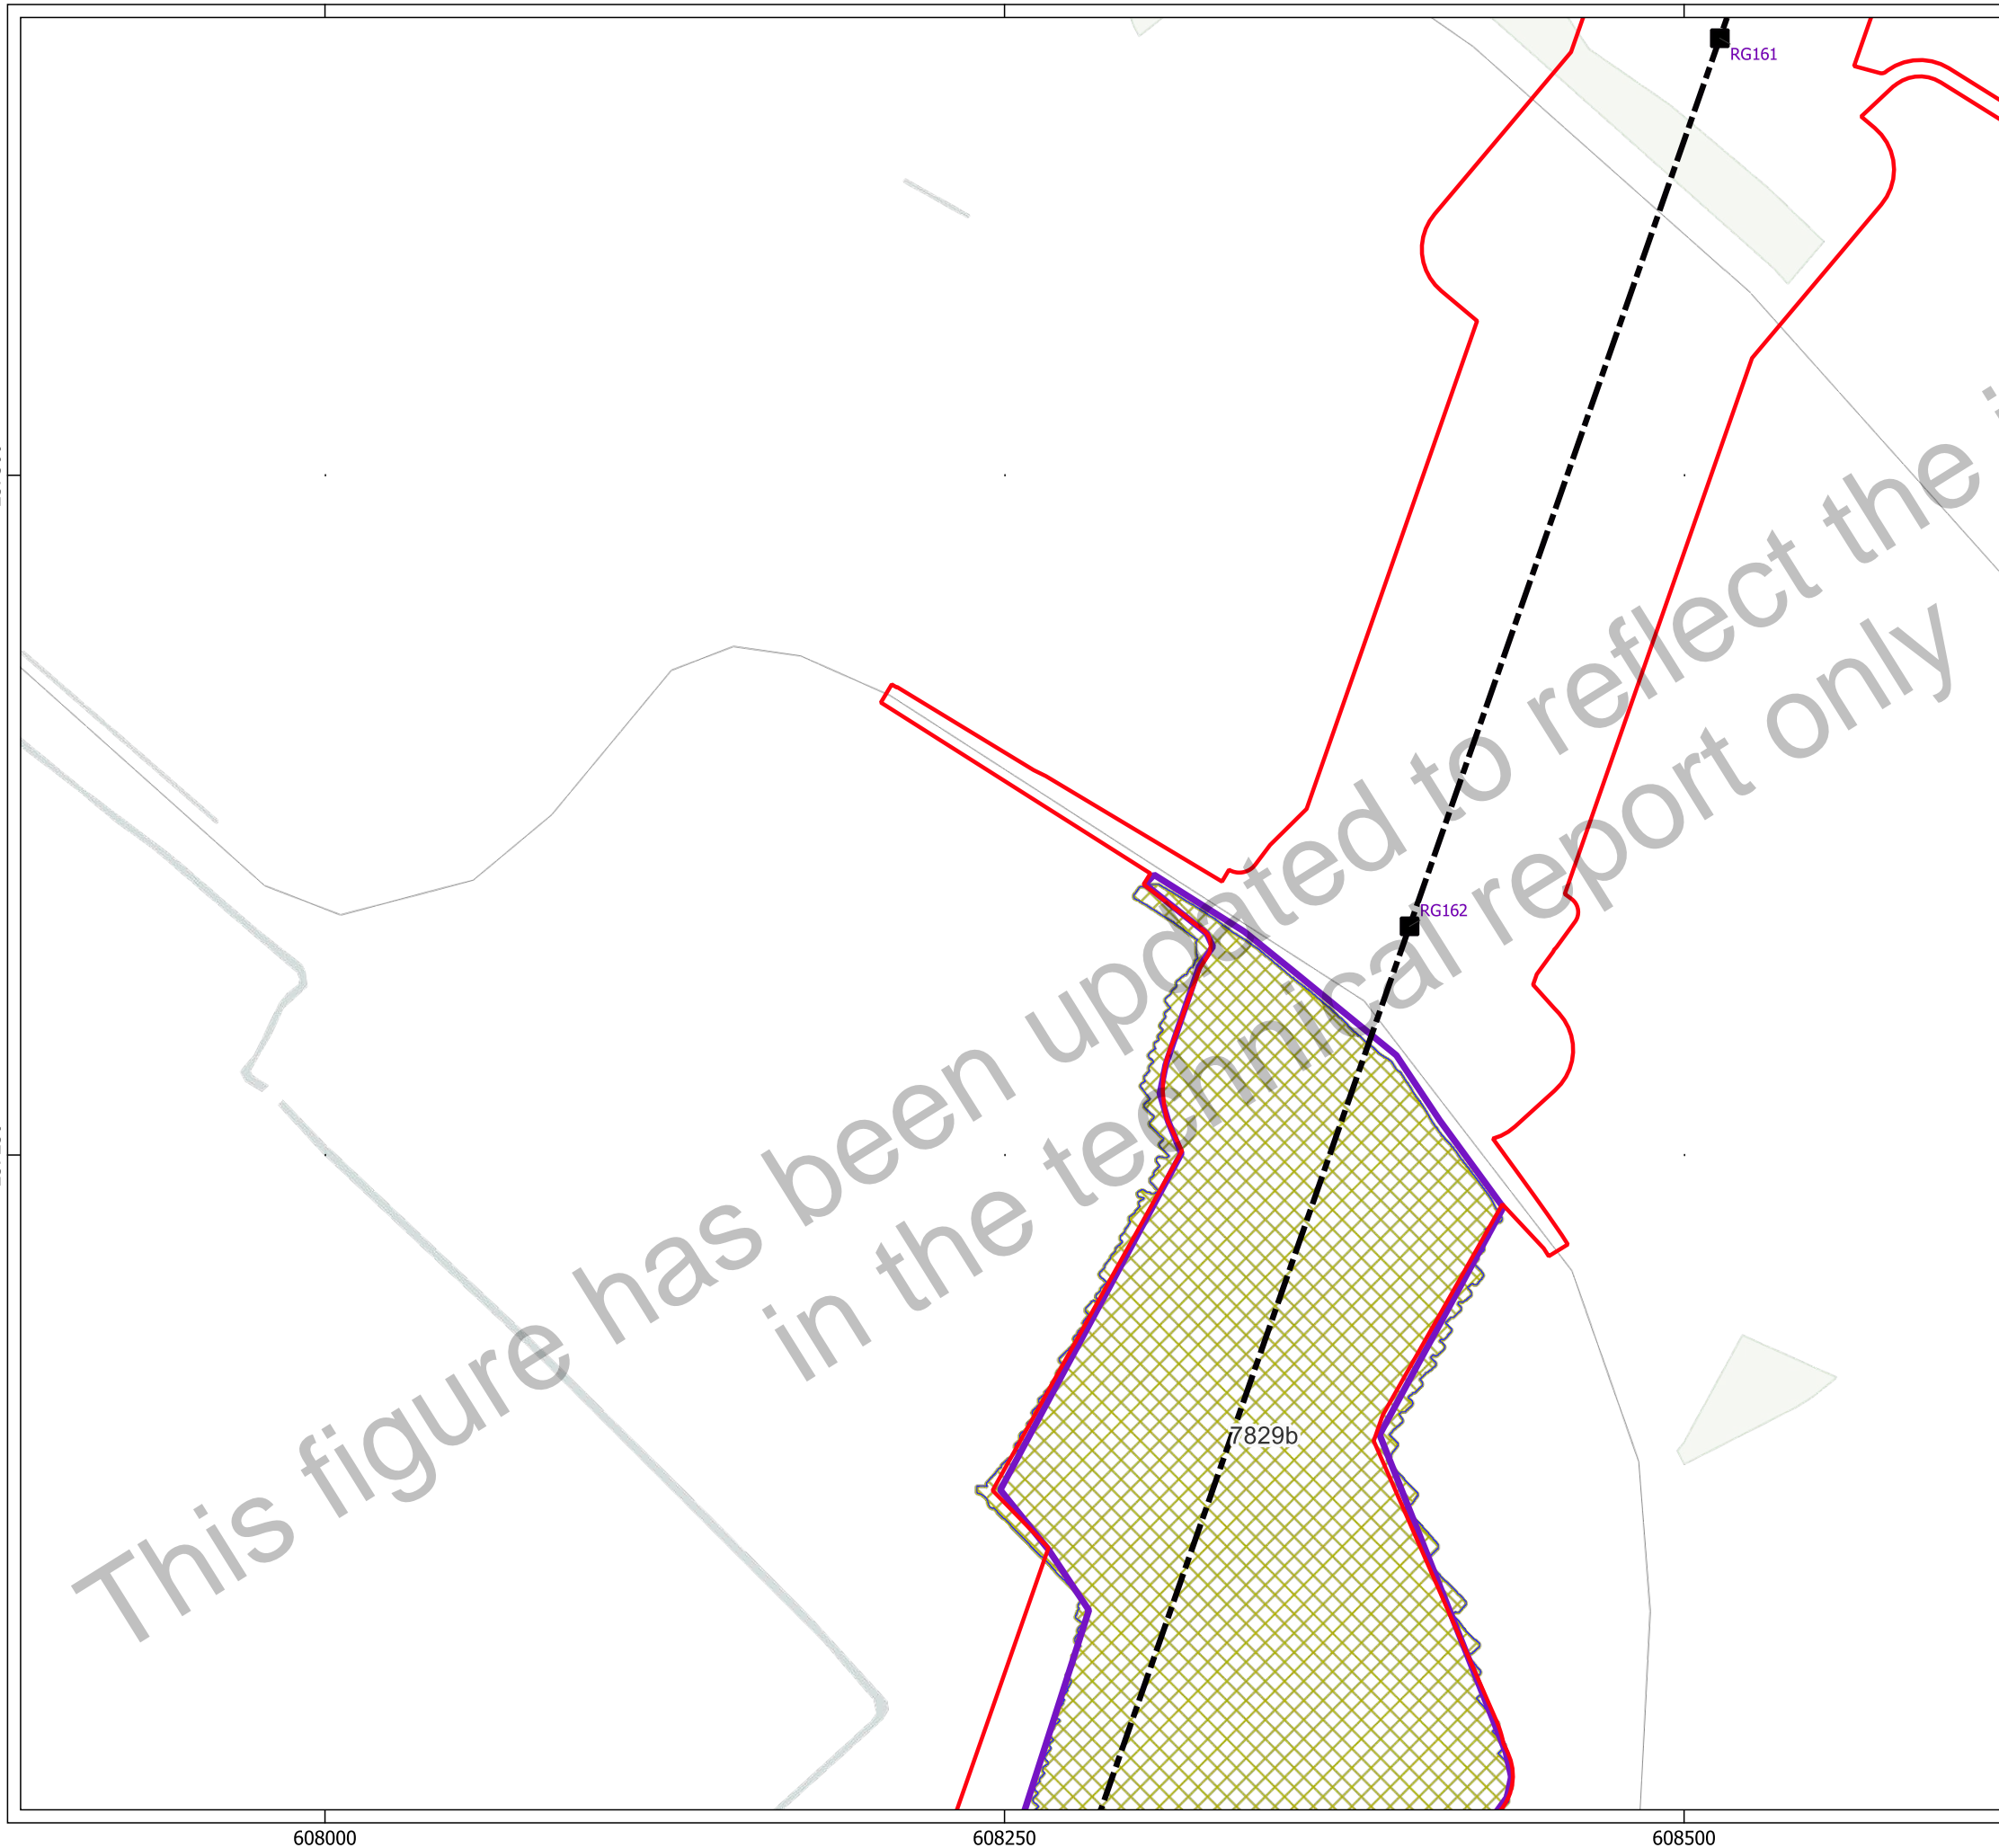 RG161
This figure has been updated to reflect the
in the technical report only
RG162
7829b
608000
608250
608500